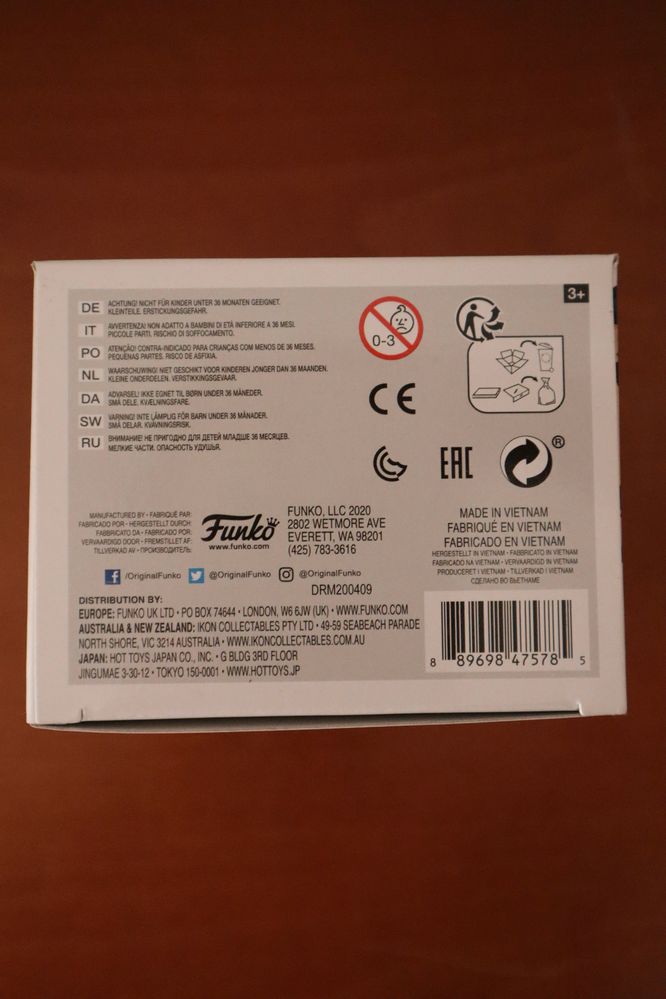 3+
DE ACHTUNG! NICHT FÜR KINDER UNTER 36 MONATEN GEEIGNET.
KLEINTEILE. ERSTICKUNGSGEFAHR.
IT AVVERTENZA! NON ADATTO A BAMBINI DI ETÀ INFERIORE A 36 MESI.
PICCOLE PARTI. RISCHIO DI SOFFOCAMENTO.
PO ATENÇÃO! CONTRA-INDICADO PARA CRIANÇAS COM MENOS DE 36 MESES.
PEQUENAS PARTES. RISCO DE ASFIXIA.
NL WAARSCHUWING! NIET GESCHIKT VOOR KINDEREN JONGER DAN 36 MAANDEN.
KLEINE ONDERDELEN. VERSTIKKINGSGEVAAR.
DA ADVARSEL! IKKE EGNET TIL BØRN UNDER 36 MÅNEDER.
SMÅ DELE. KVÆLNINGSFARE.
SW VARNING! INTE LÄMPLIG FÖR BARN UNDER 36 MÅNADER.
SMÅ DELAR. KVÄVNINGSRISK.
RU ВНИМАНИЕ! НЕ ПРИГОДНО ДЛЯ ДЕТЕЙ МЛАДШЕ 36 МЕСЯЦЕВ.
МЕЛКИЕ ЧАСТИ. ОПАСНОСТЬ УДУШЬЯ.
0-3
CE
EAC
®
MANUFACTURED BY • FABRIQUÉ PAR:
FABRICADO POR • HERGESTELLT DURCH:
FABBRICATO DA • FABRICADO POR:
VERVAARDIGD DOOR • FREMSTILLET AF:
TILLVERKAD AV • ПРОИЗВОДИТЕЛЬ:
Funko
www.funko.com
FUNKO, LLC 2020
2802 WETMORE AVE
EVERETT, WA 98201
(425) 783-3616
MADE IN VIETNAM
FABRIQUÉ EN VIETNAM
FABRICADO EN VIETNAM
HERGESTELLT IN VIETNAM • FABBRICATO IN VIETNAM
FABRICADO NA VIETNAM • VERVAARDIGD IN VIETNAM
PRODUCERET I VIETNAM • TILLVERKAD I VIETNAM
СДЕЛАНО ВО ВЬЕТНАМЕ
/OriginalFunko @OriginalFunko @OriginalFunko
DRM200409
DISTRIBUTION BY:
EUROPE: FUNKO UK LTD • PO BOX 74644 • LONDON, W6 6JW (UK) • WWW.FUNKO.COM
AUSTRALIA & NEW ZEALAND: IKON COLLECTABLES PTY LTD • 49-59 SEABEACH PARADE
NORTH SHORE, VIC 3214 AUSTRALIA • WWW.IKONCOLLECTABLES.COM.AU
JAPAN: HOT TOYS JAPAN CO., INC. • G BLDG 3RD FLOOR
JINGUMAE 3-30-12 • TOKYO 150-0001 • WWW.HOTTOYS.JP
8 89698 47578 5